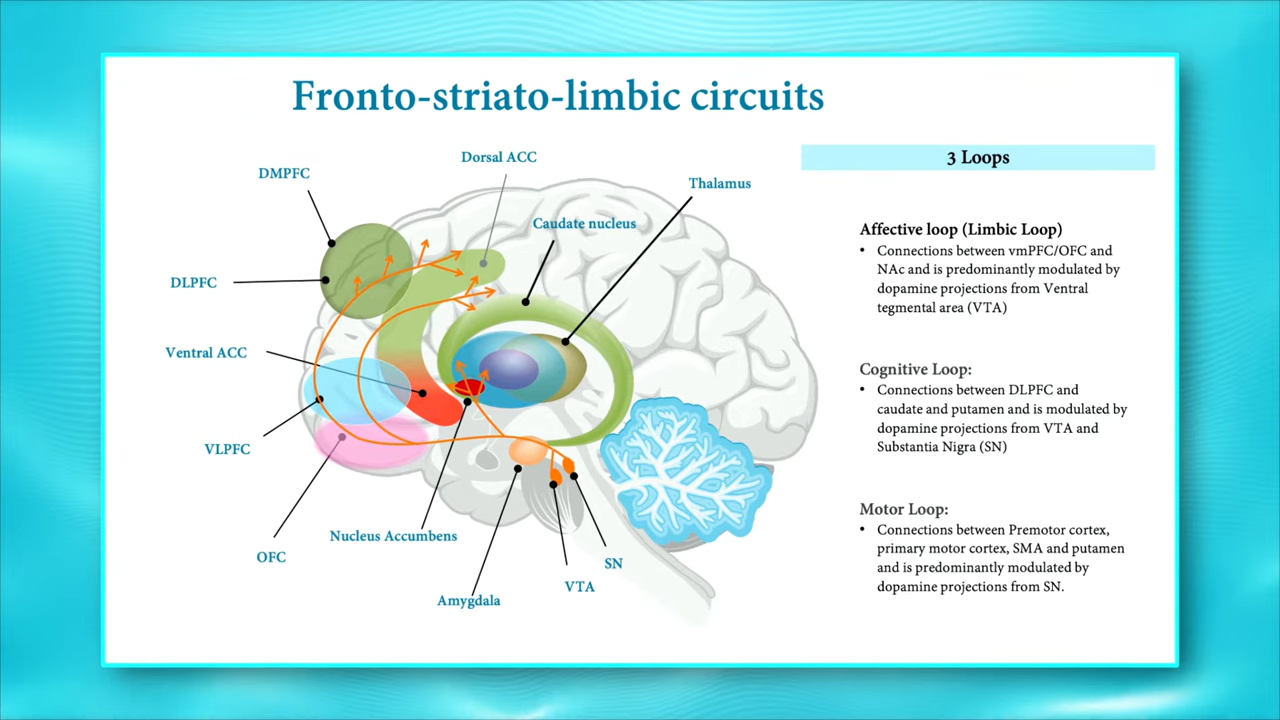 Fronto-striato-limbic circuits
Dorsal ACC
DMPFC
Thalamus
Caudate nucleus
DLPFC
Ventral ACC
VLPFC
OFC
Nucleus Accumbens
Amygdala
VTA
SN
3 Loops
Affective loop (Limbic Loop)
• Connections between vmPFC/OFC and
NAc and is predominantly modulated by
dopamine projections from Ventral
tegmental area (VTA)
Cognitive Loop:
• Connections between DLPFC and
caudate and putamen and is modulated by
dopamine projections from VTA and
Substantia Nigra (SN)
Motor Loop:
• Connections between Premotor cortex,
primary motor cortex, SMA and putamen
and is predominantly modulated by
dopamine projections from SN.